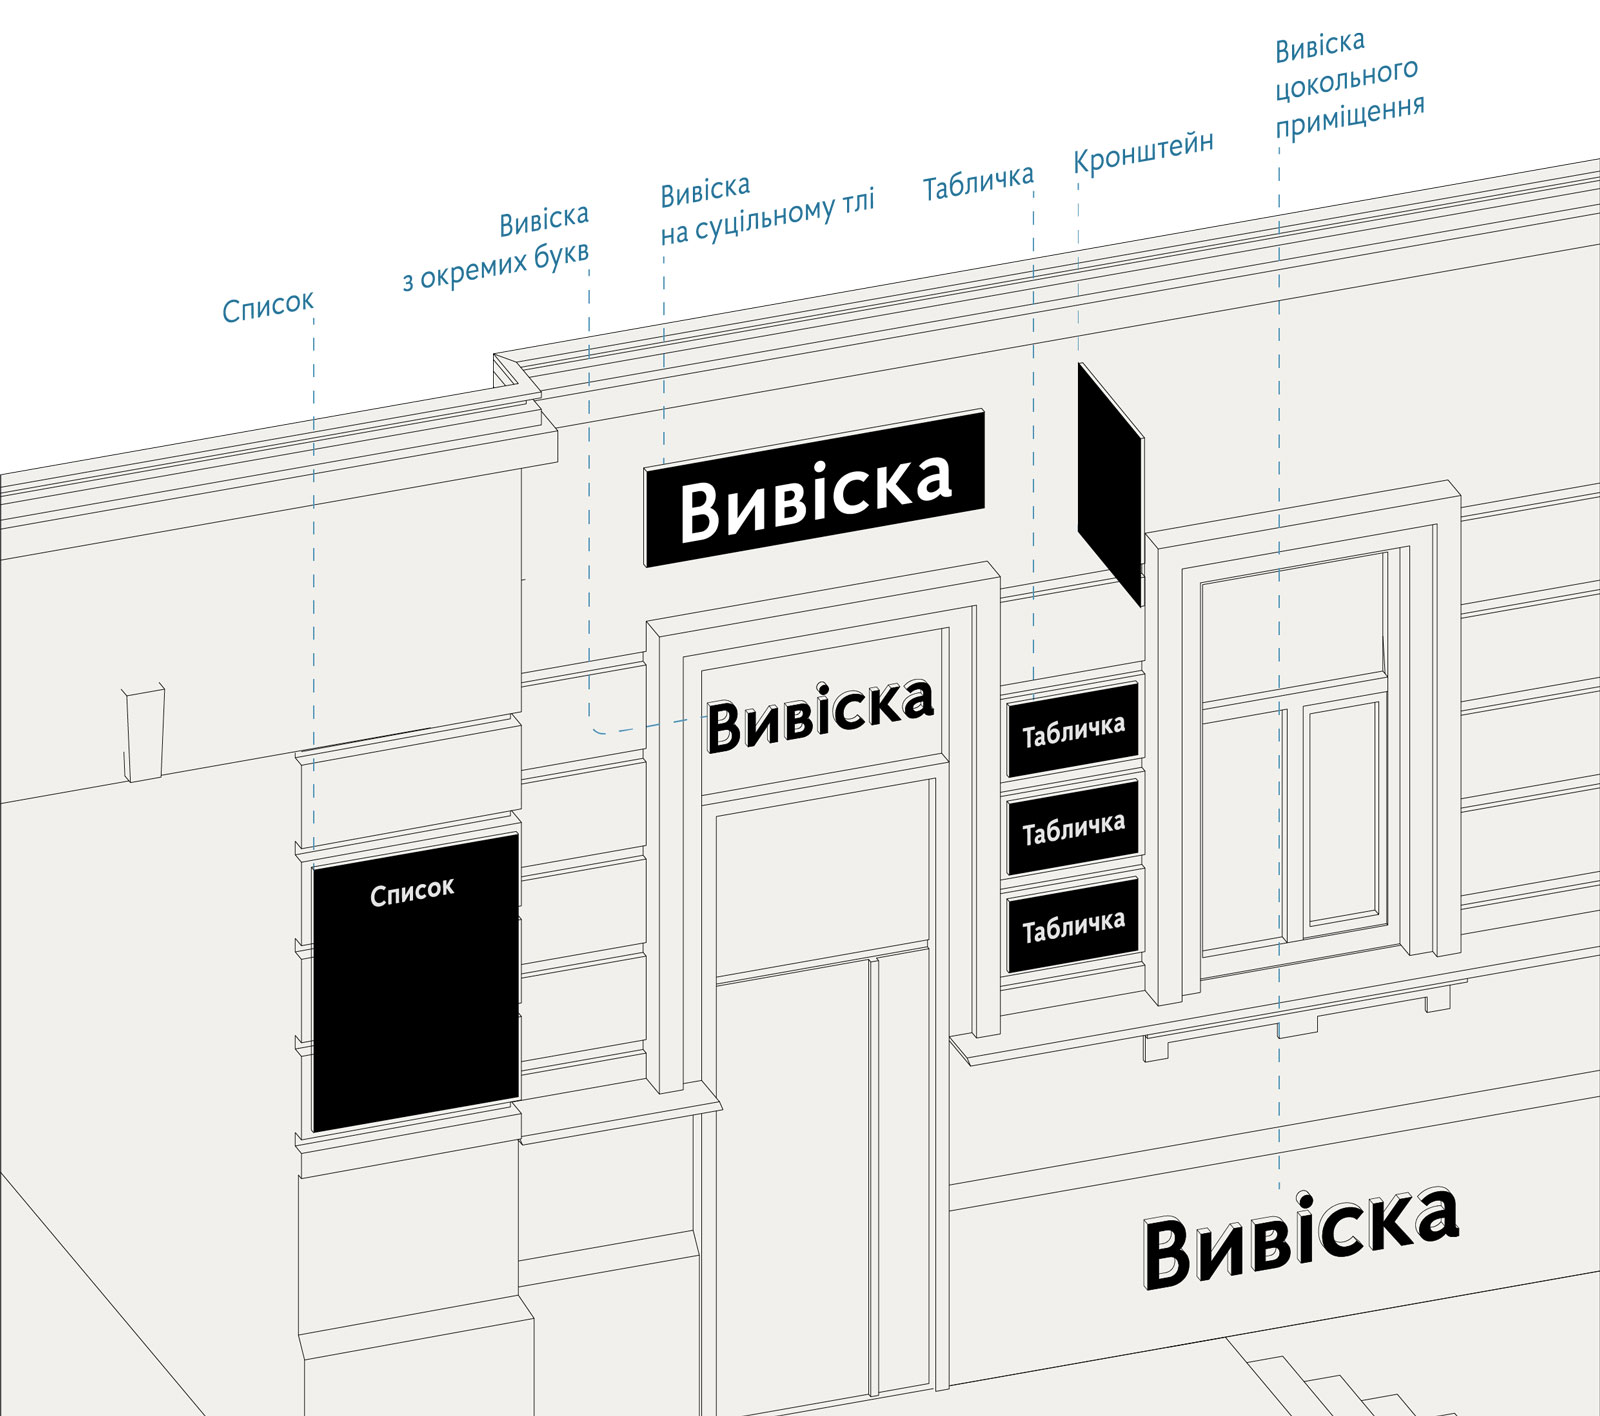 Вивіска
цокольного
приміщення
Кронштейн
Табличка
Вивіска
на суцільному тлі
Вивіска
з окремих букв
Список
Вивіска
Вивіска
Табличка
Табличка
Табличка
Список
Вивіска